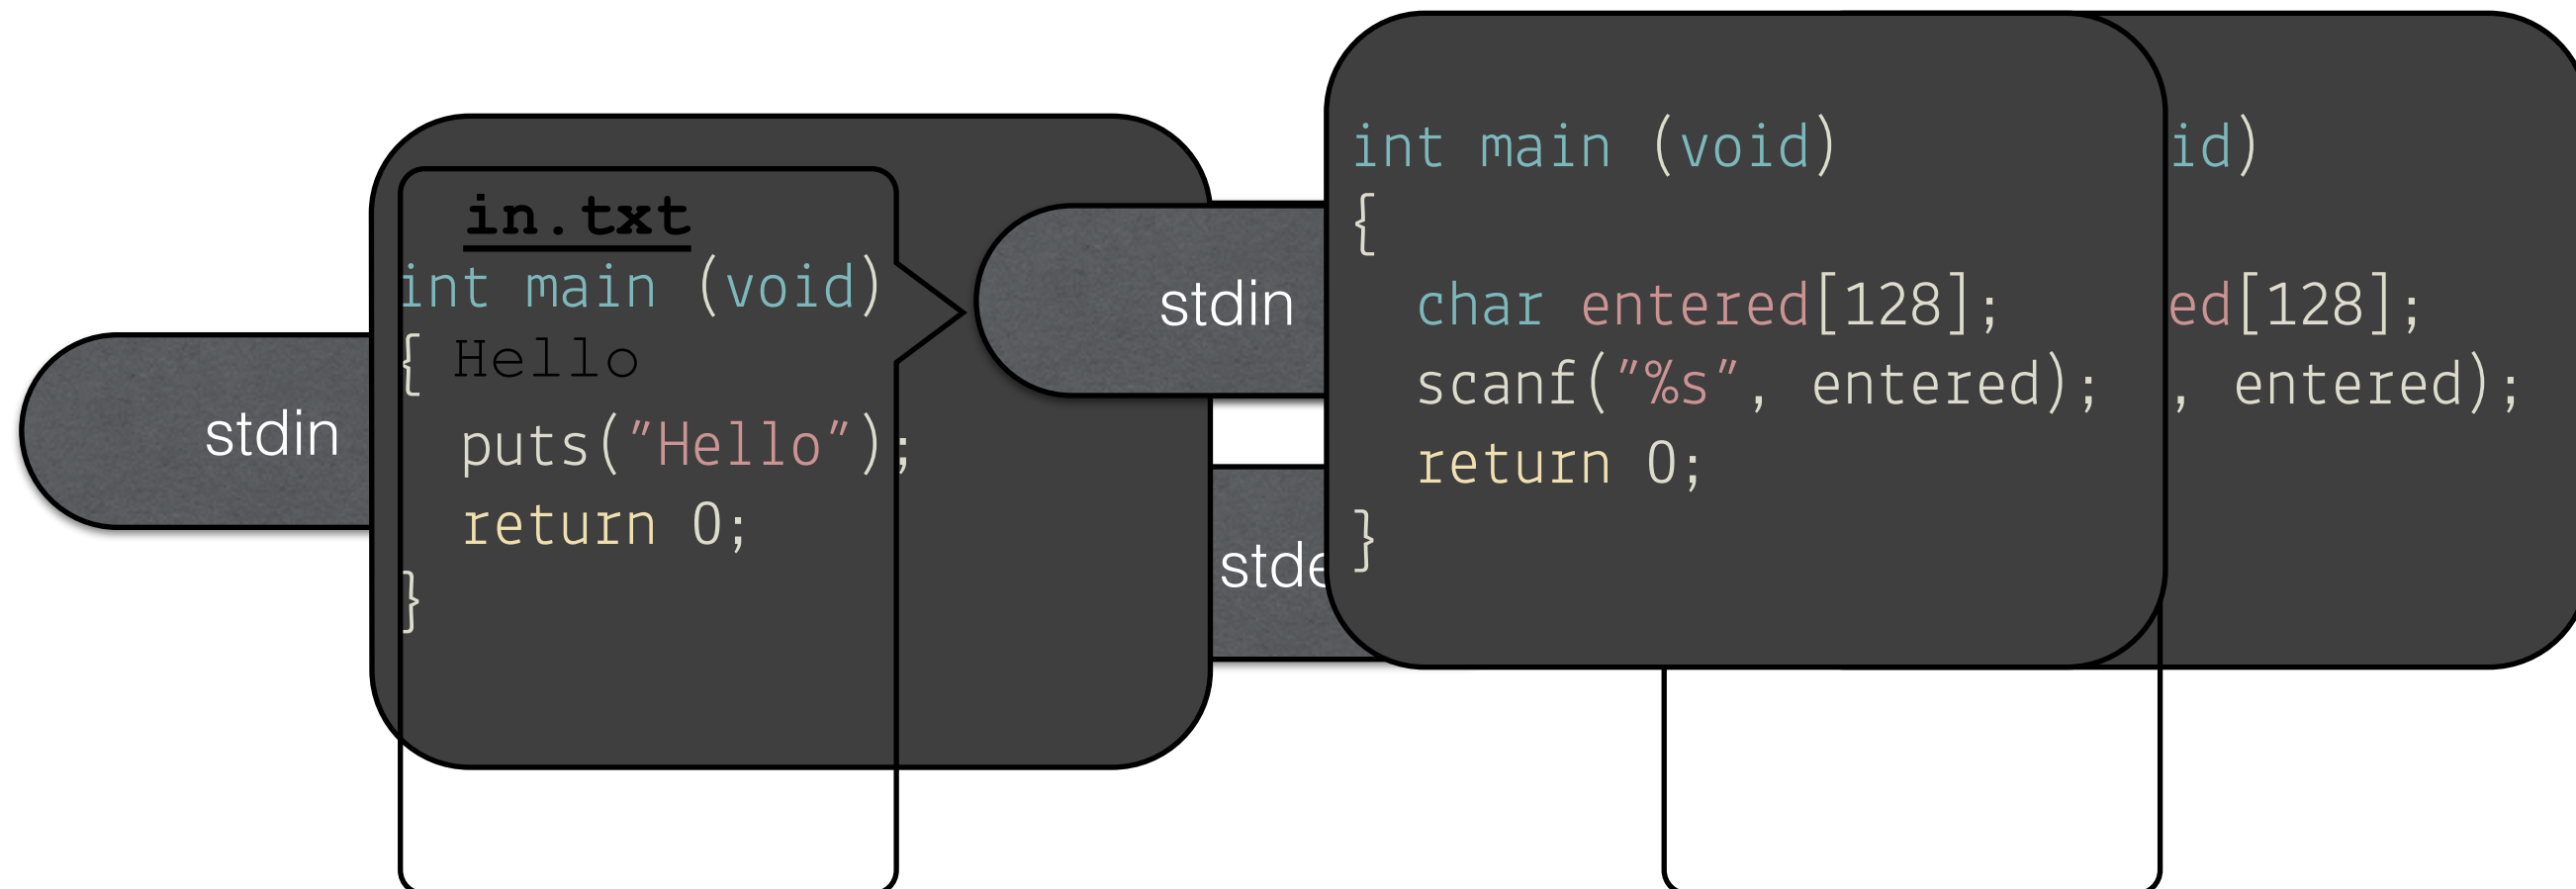 in.txt
int main (void)
{ Hello
puts("Hello");
return 0;
}
stdin
stdin
stde
int main (void)
{
char entered[128];
scanf("%s", entered);
return 0;
}
id)
ed[128];
, entered);